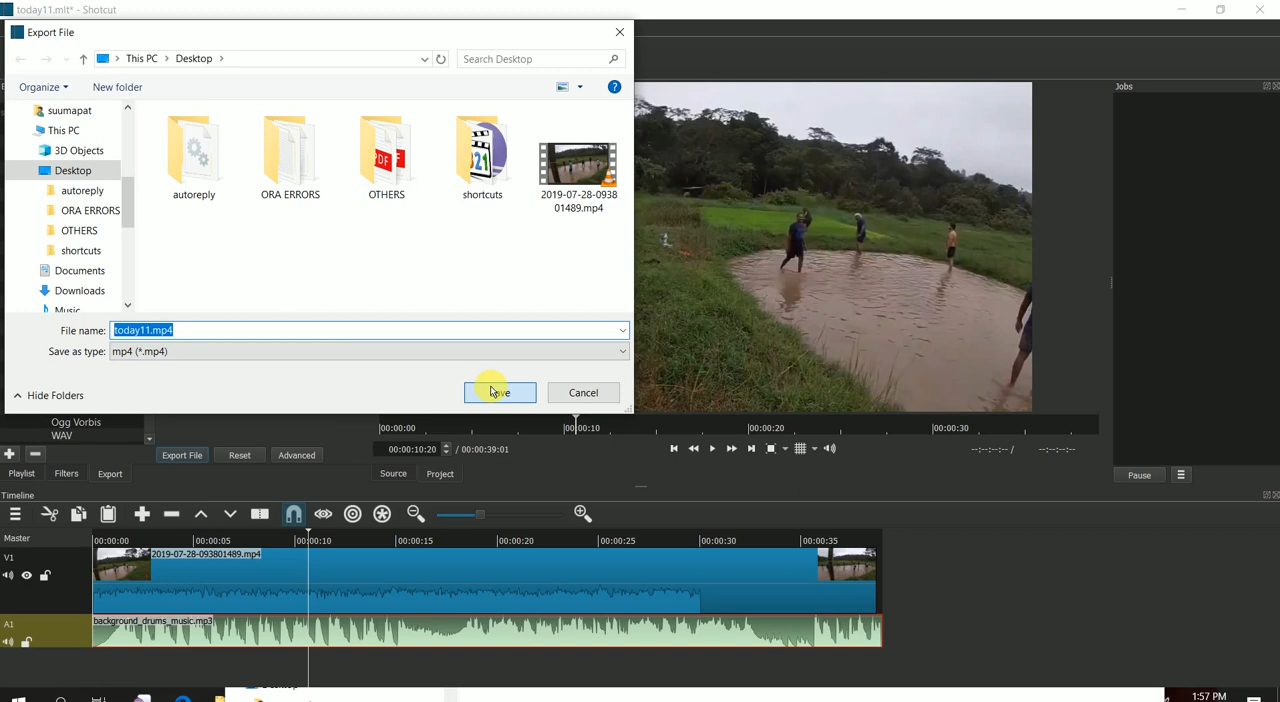 today11.mlt* - Shotcut
Export File
This PC > Desktop >
Search Desktop
Organize
New folder
suumapat
This PC
3D Objects
Desktop
autoreply
ORA ERRORS
OTHERS
shortcuts
Documents
Downloads
Music
autoreply
ORA ERRORS
OTHERS
shortcuts
2019-07-28-0938
01489.mp4
PDF
321
File name: today11.mp4
Save as type: mp4 (*.mp4)
Hide Folders
Cancel
Jobs
Ogg Vorbis
WAV
Export File
Reset
Advanced
Playlist
Filters
Export
00:00:00
00:00:10
00:00:20
00:00:30
00:00:10:20 / 00:00:39:01
--:--:--:-- /
--:--:--:--
Source
Project
Pause
Timeline
Master
00:00:00
00:00:05
00:00:10
00:00:15
00:00:20
00:00:25
00:00:30
00:00:35
V1
2019-07-28-093801489.mp4
A1
background_drums_music.mp3
1:57 PM